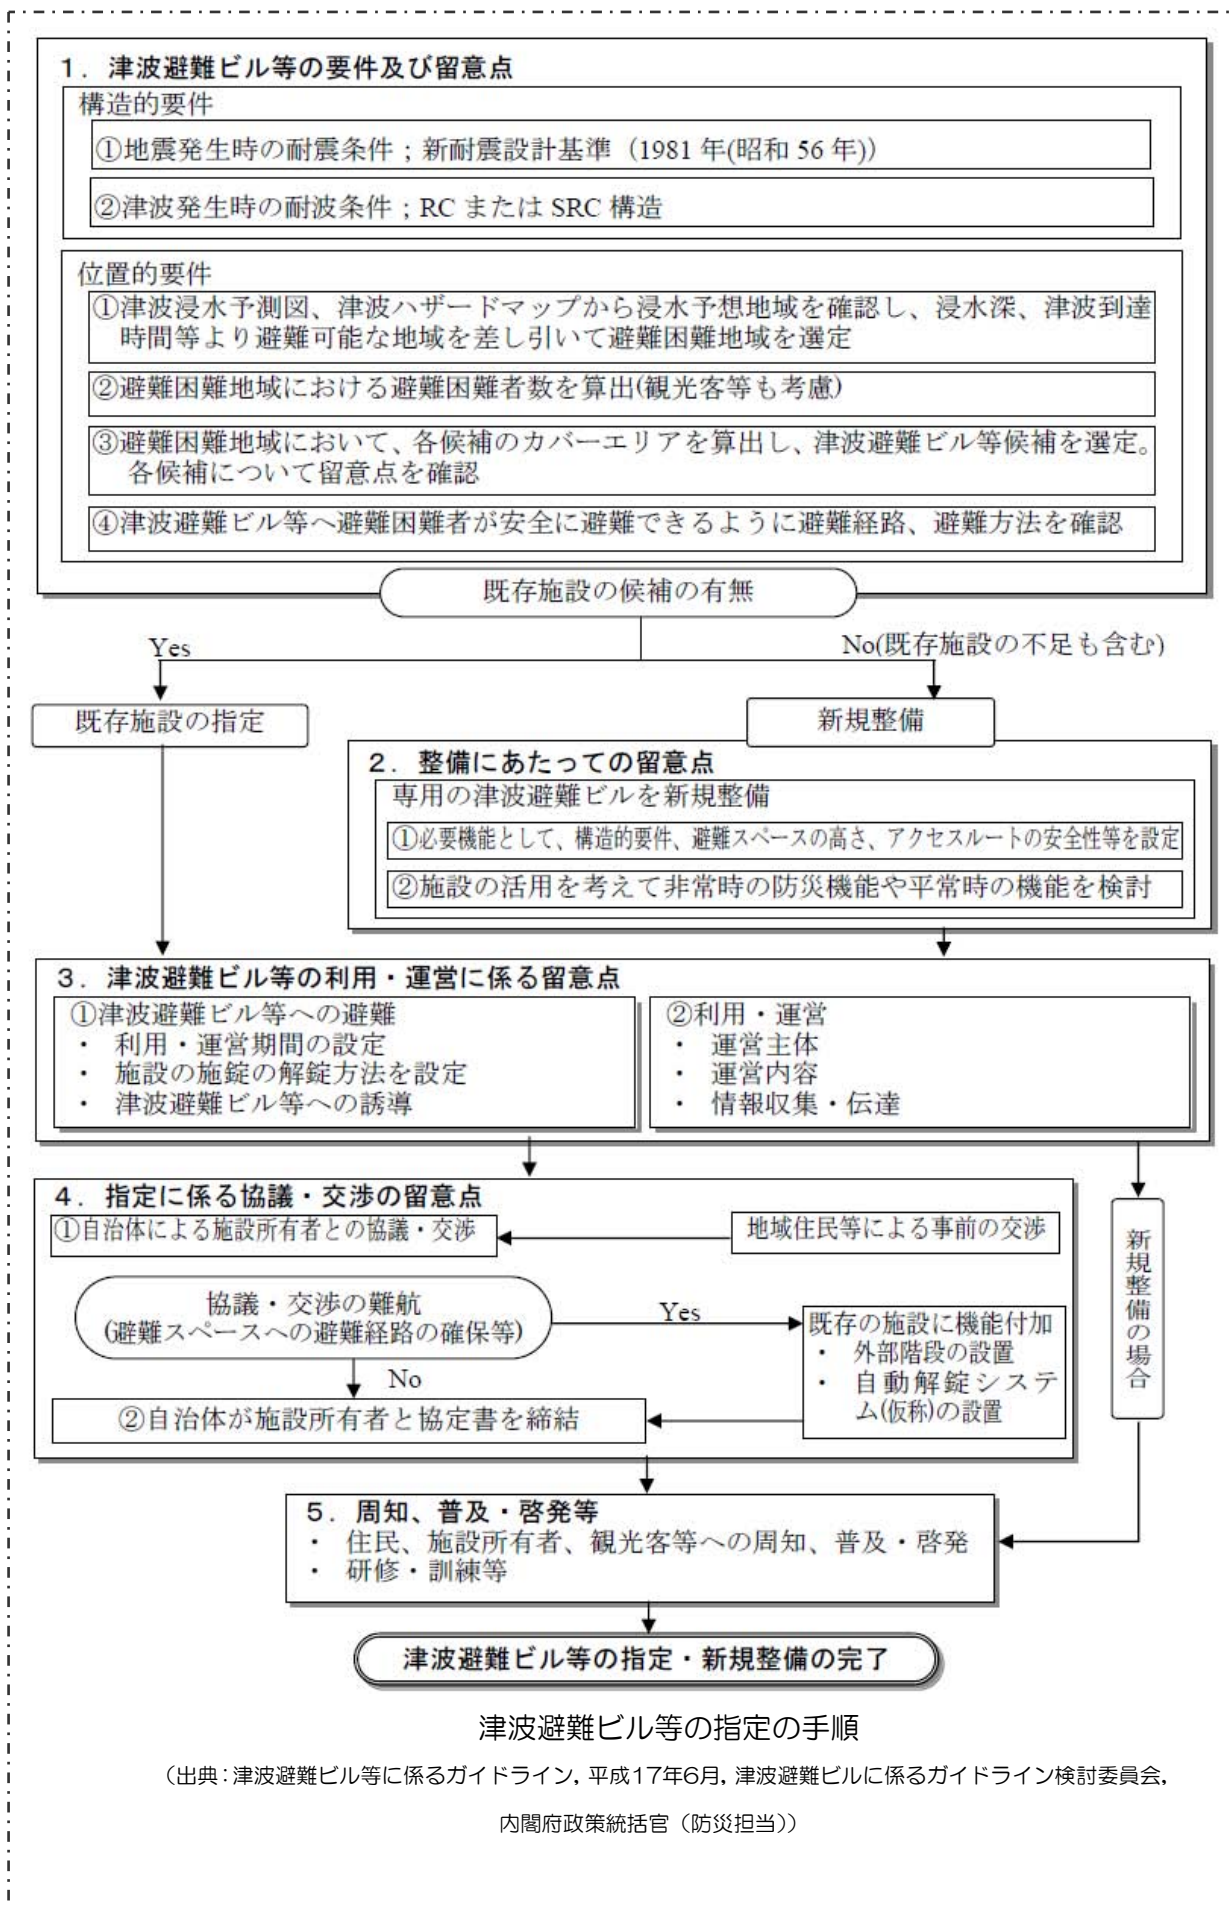 １．津波避難ビル等の要件及び留意点
構造的要件
①地震発生時の耐震条件；新耐震設計基準（1981 年(昭和 56 年))
②津波発生時の耐波条件；RC または SRC 構造
位置的要件
①津波浸水予測図、津波ハザードマップから浸水予想地域を確認し、浸水深、津波到達
時間等より避難可能な地域を差し引いて避難困難地域を選定
②避難困難地域における避難困難者数を算出(観光客等も考慮)
③避難困難地域において、各候補のカバーエリアを算出し、津波避難ビル等候補を選定。
各候補について留意点を確認
④津波避難ビル等へ避難困難者が安全に避難できるように避難経路、避難方法を確認
既存施設の候補の有無
Yes
No(既存施設の不足も含む)
既存施設の指定
新規整備
２．整備にあたっての留意点
専用の津波避難ビルを新規整備
①必要機能として、構造的要件、避難スペースの高さ、アクセスルートの安全性等を設定
②施設の活用を考えて非常時の防災機能や平常時の機能を検討
３．津波避難ビル等の利用・運営に係る留意点
①津波避難ビル等への避難
・ 利用・運営期間の設定
・ 施設の施錠の解錠方法を設定
・ 津波避難ビル等への誘導
②利用・運営
・ 運営主体
・ 運営内容
・ 情報収集・伝達
４．指定に係る協議・交渉の留意点
①自治体による施設所有者との協議・交渉
地域住民等による事前の交渉
協議・交渉の難航
(避難スペースへの避難経路の確保等)
Yes
No
既存の施設に機能付加
・ 外部階段の設置
・ 自動解錠システ
ム(仮称)の設置
②自治体が施設所有者と協定書を締結
新規整備の場合
５．周知、普及・啓発等
・ 住民、施設所有者、観光客等への周知、普及・啓発
・ 研修・訓練等
津波避難ビル等の指定・新規整備の完了
津波避難ビル等の指定の手順
（出典：津波避難ビル等に係るガイドライン，平成17年6月，津波避難ビルに係るガイドライン検討委員会，
内閣府政策統括官（防災担当））